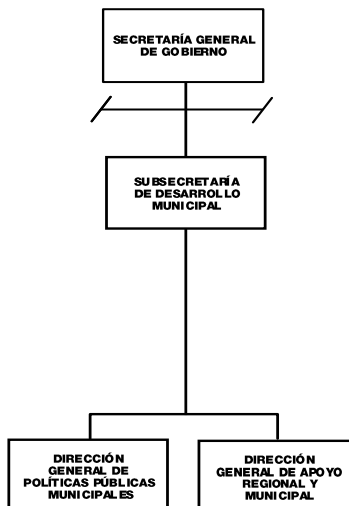 SECRETARÍA GENERAL
DE GOBIERNO
SUBSECRETARÍA
DE DESARROLLO
MUNICIPAL
DIRECCIÓN
GENERAL DE
POLÍTICAS PÚBLICAS
MUNICIPALES
DIRECCIÓN
GENERAL DE APOYO
REGIONAL Y
MUNICIPAL